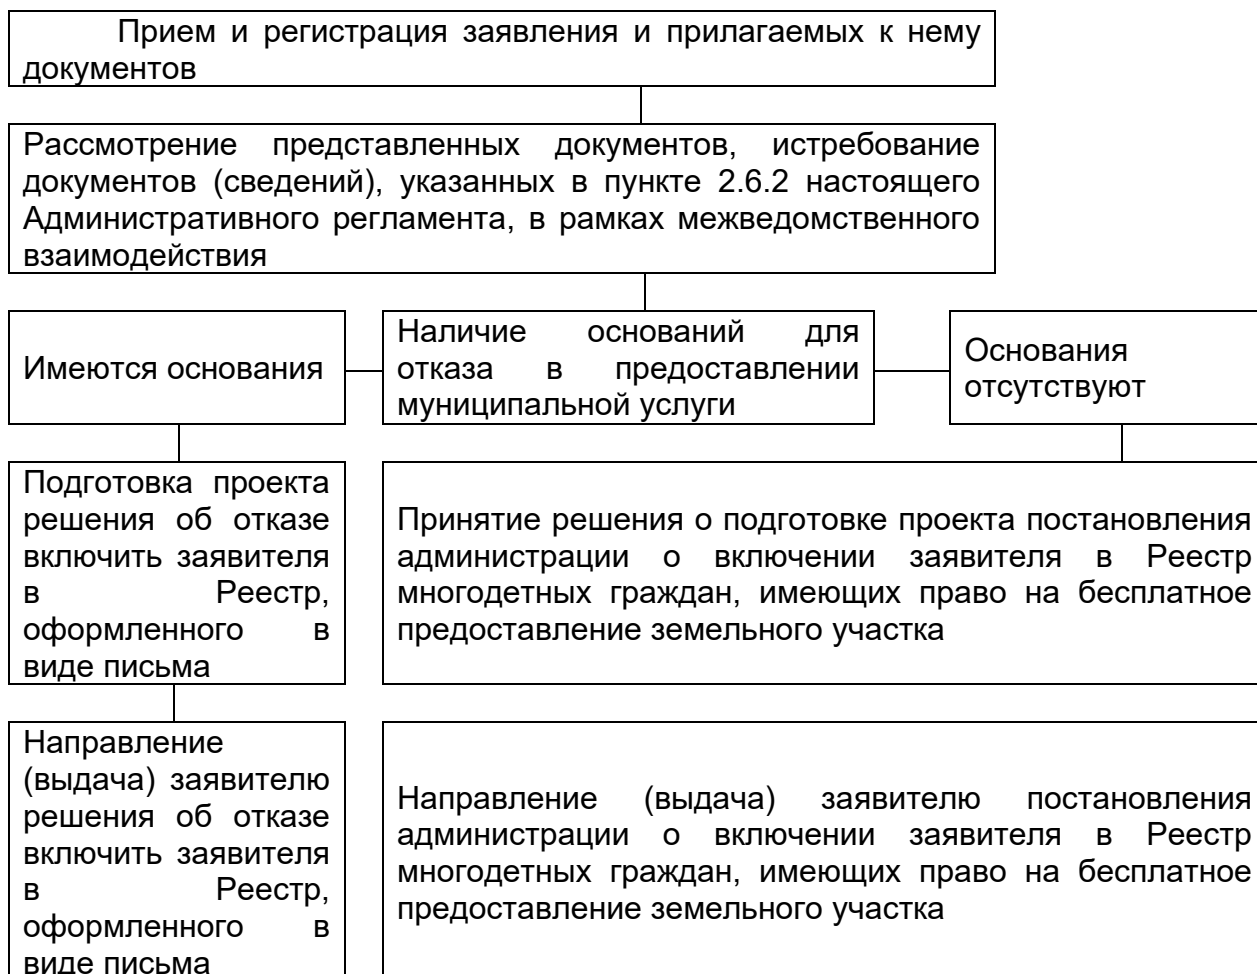 Прием и регистрация заявления и прилагаемых к нему
документов
Рассмотрение представленных документов, истребование
документов (сведений), указанных в пункте 2.6.2 настоящего
Административного регламента, в рамках межведомственного
взаимодействия
Имеются основания
Наличие оснований для
отказа в предоставлении
муниципальной услуги
Основания
отсутствуют
Подготовка проекта
решения об отказе
включить заявителя
в Реестр,
оформленного в
виде письма
Принятие решения о подготовке проекта постановления
администрации о включении заявителя в Реестр
многодетных граждан, имеющих право на бесплатное
предоставление земельного участка
Направление
(выдача) заявителю
решения об отказе
включить заявителя
в Реестр,
оформленного в
виде письма
Направление (выдача) заявителю постановления
администрации о включении заявителя в Реестр
многодетных граждан, имеющих право на бесплатное
предоставление земельного участка